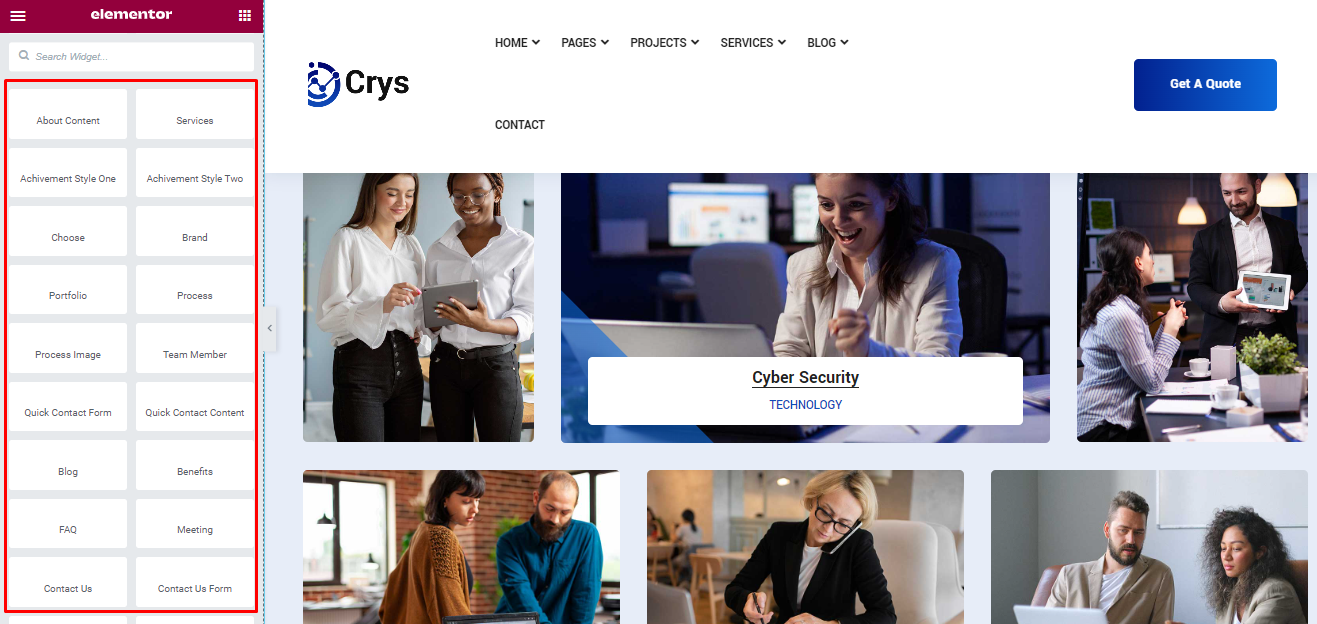 elementor
Search Widget...
About Content
Services
Achivement Style One
Achivement Style Two
Choose
Brand
Portfolio
Process
Process Image
Team Member
Quick Contact Form
Quick Contact Content
Blog
Benefits
FAQ
Meeting
Contact Us
Contact Us Form
HOME PAGES PROJECTS SERVICES BLOG
Crys
Get A Quote
CONTACT
Cyber Security
TECHNOLOGY